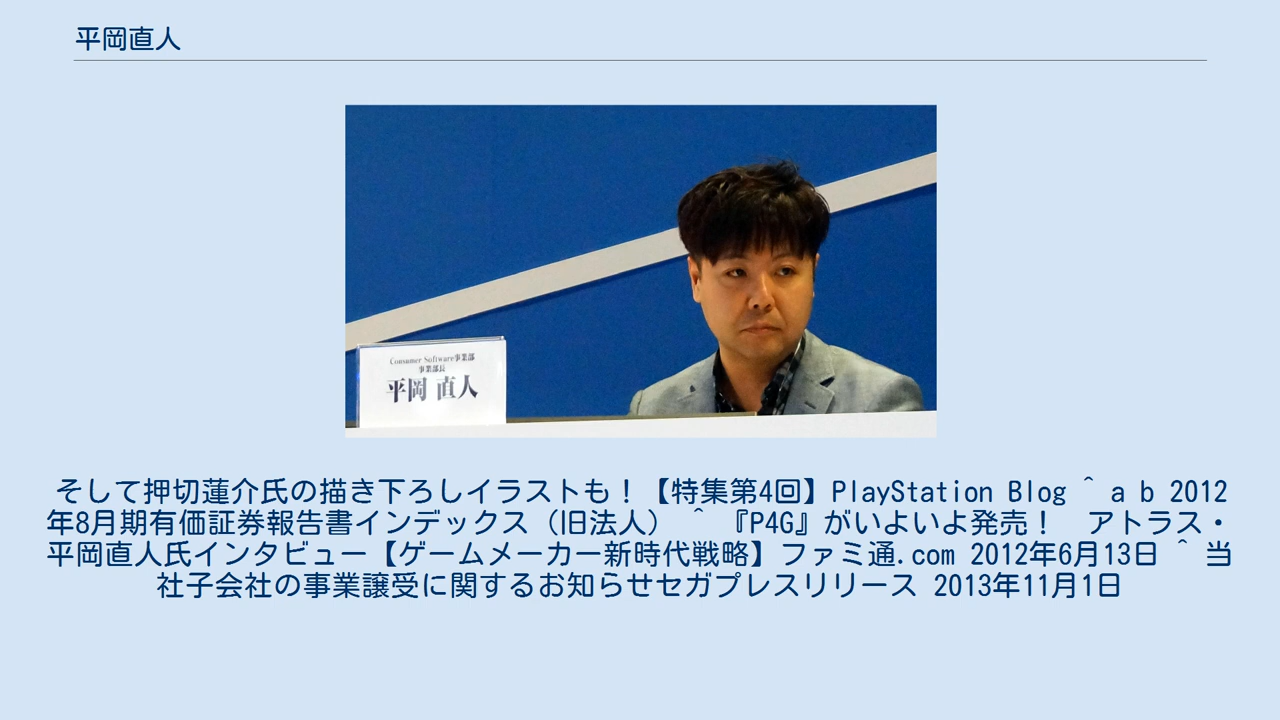 平岡直人
Consumer Software事業部
事業部長
平岡 直人
そして押切蓮介氏の描き下ろしイラストも！【特集第4回】PlayStation Blog ^ a b 2012
年8月期有価証券報告書インデックス（旧法人） ^ 『P4G』がいよいよ発売！　アトラス・
平岡直人氏インタビュー【ゲームメーカー新時代戦略】ファミ通.com 2012年6月13日 ^ 当
社子会社の事業譲受に関するお知らせセガプレスリリース 2013年11月1日